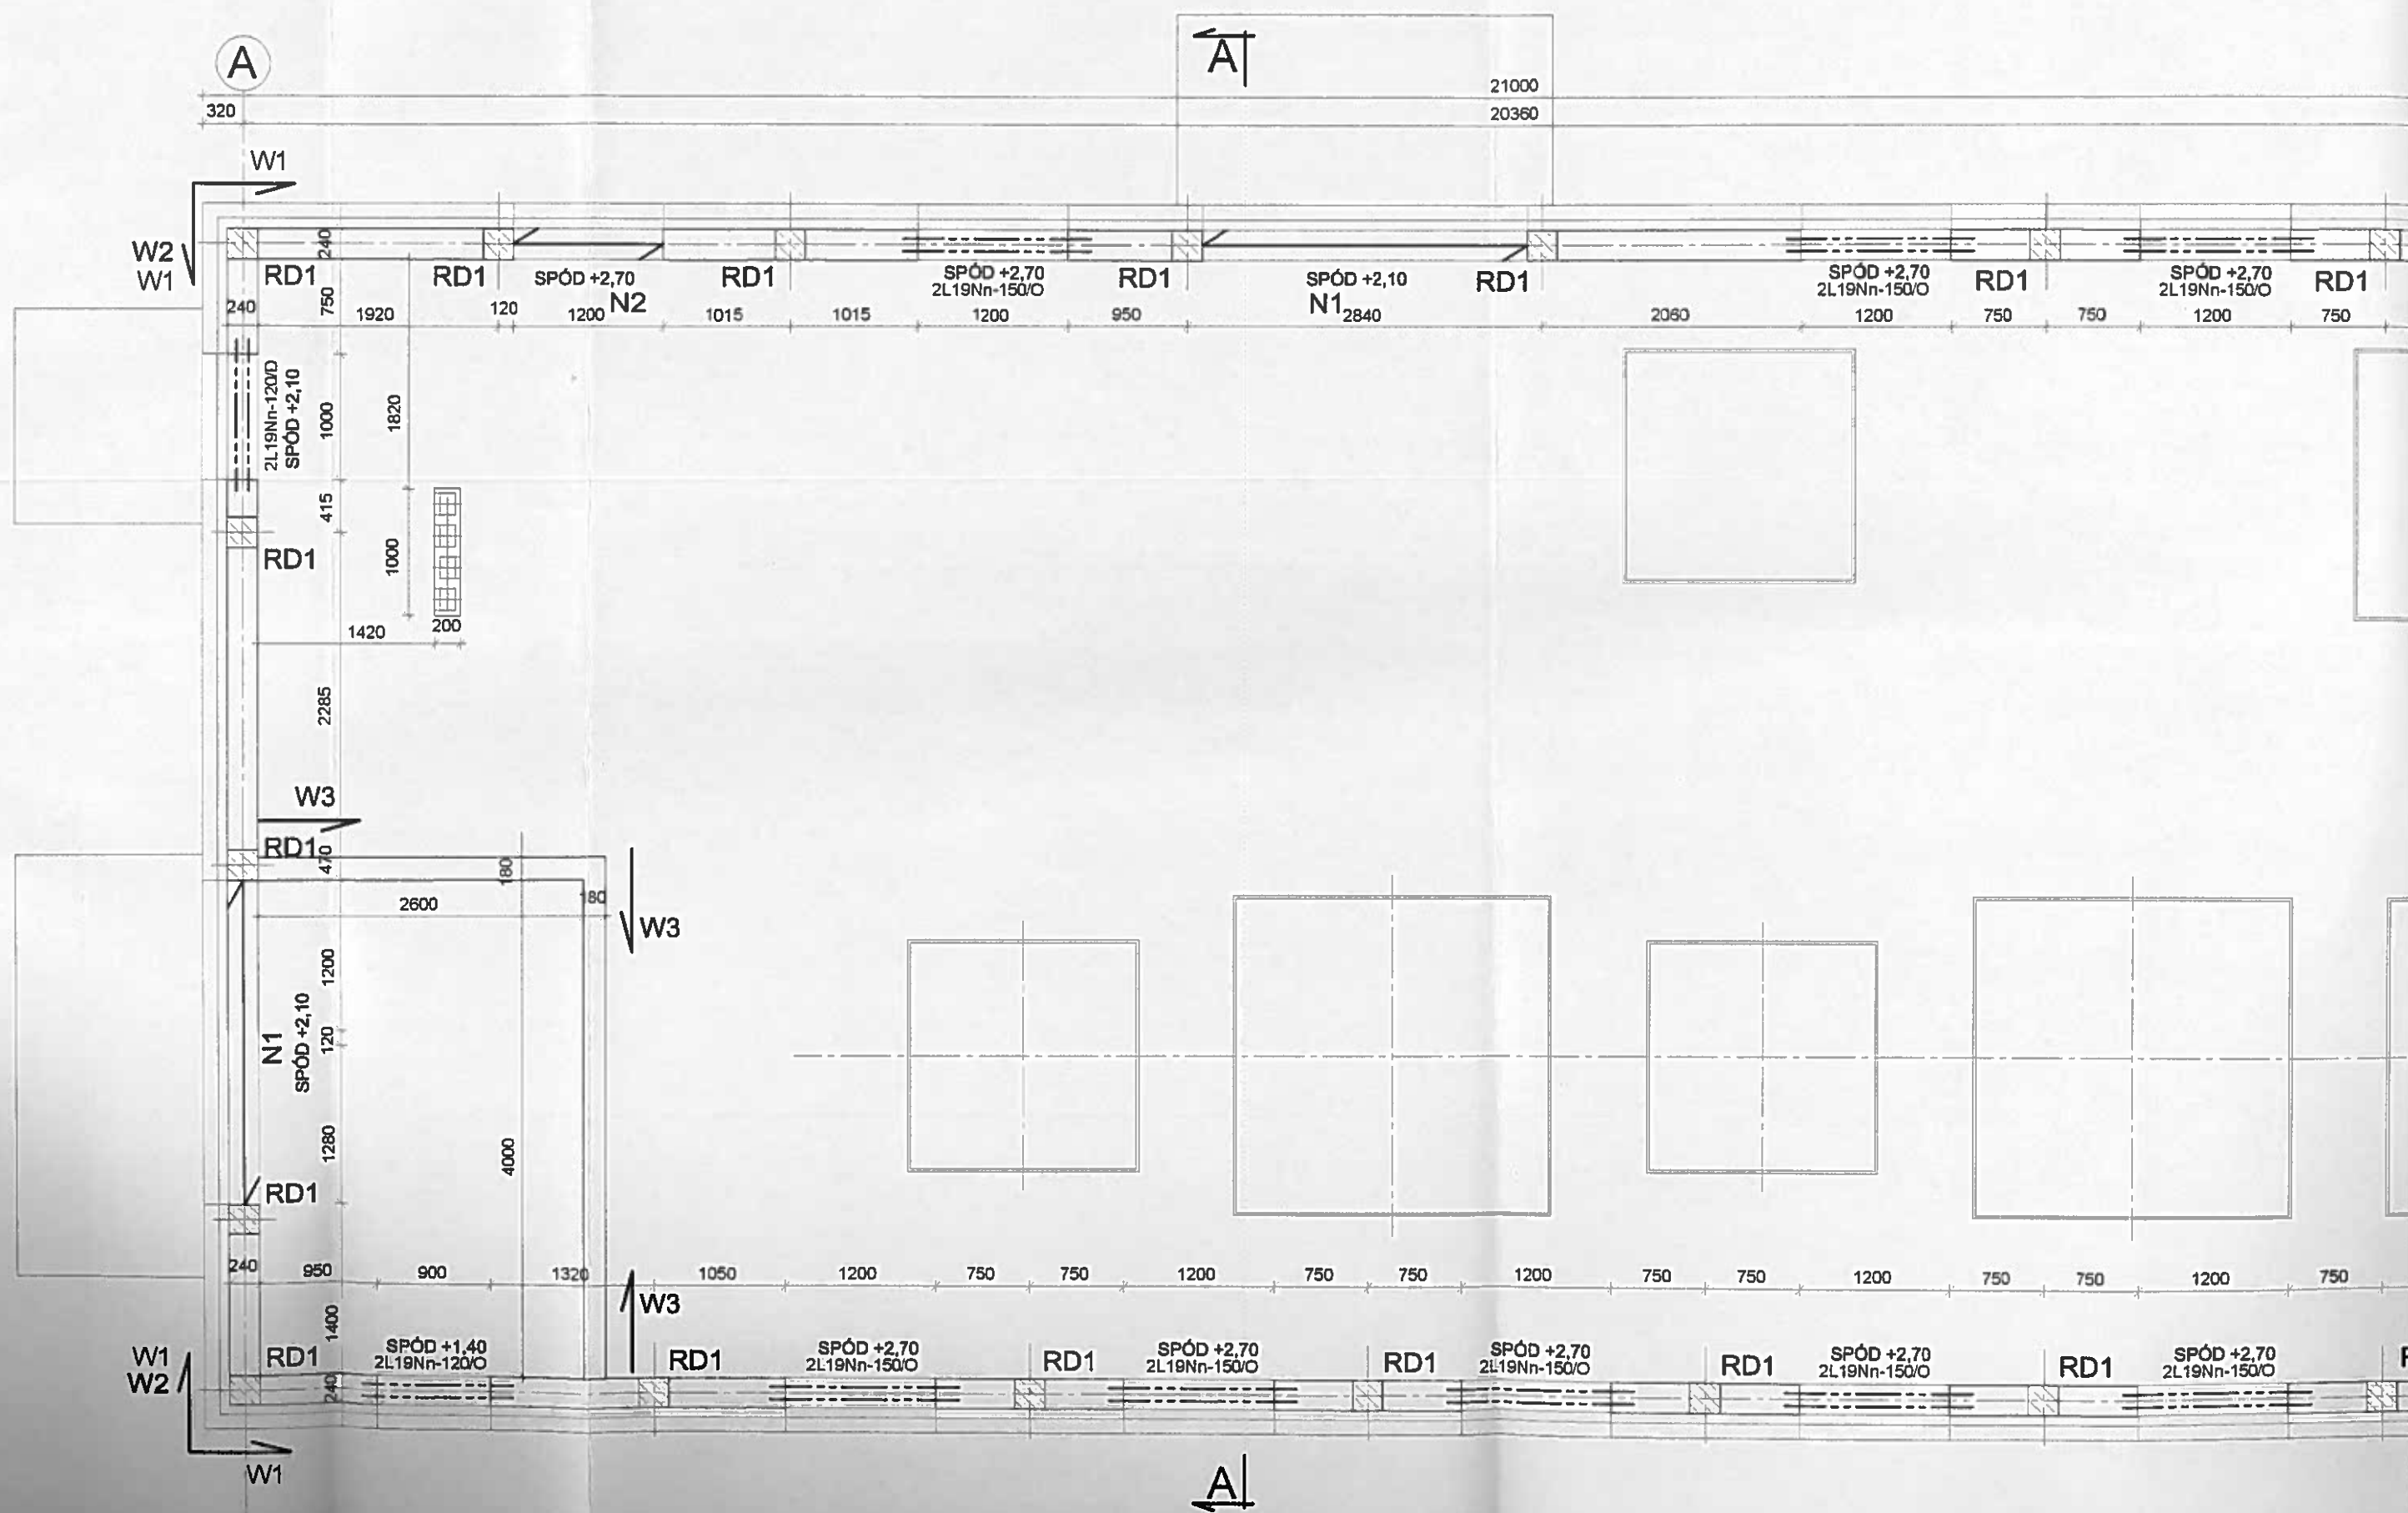 A
A
21000
320
20360
W1
W2
W1
240
RD1
RD1
SPÓD +2,70
N2
RD1
SPÓD +2,70
2L19Nn-150/O
RD1
SPÓD +2,10
N1
RD1
SPÓD +2,70
2L19Nn-150/O
RD1
SPÓD +2,70
2L19Nn-150/O
RD1
240
750
1920
120
1200
1015
1015
1200
950
2840
2060
1200
750
750
1200
750
2L19Nn-120/D
SPÓD +2,10
1000
1820
415
RD1
1000
1420
200
2285
W3
RD1
470
180
2600
180
W3
1200
N1
SPÓD +2,10
120
1280
4000
RD1
240
950
900
1320
1050
1200
750
750
1200
750
750
1200
750
750
1200
750
750
1200
750
W3
1400
W1
W2
RD1
SPÓD +1,40
2L19Nn-120/O
RD1
SPÓD +2,70
2L19Nn-150/O
RD1
SPÓD +2,70
2L19Nn-150/O
RD1
SPÓD +2,70
2L19Nn-150/O
RD1
SPÓD +2,70
2L19Nn-150/O
RD1
SPÓD +2,70
2L19Nn-150/O
240
W1
A